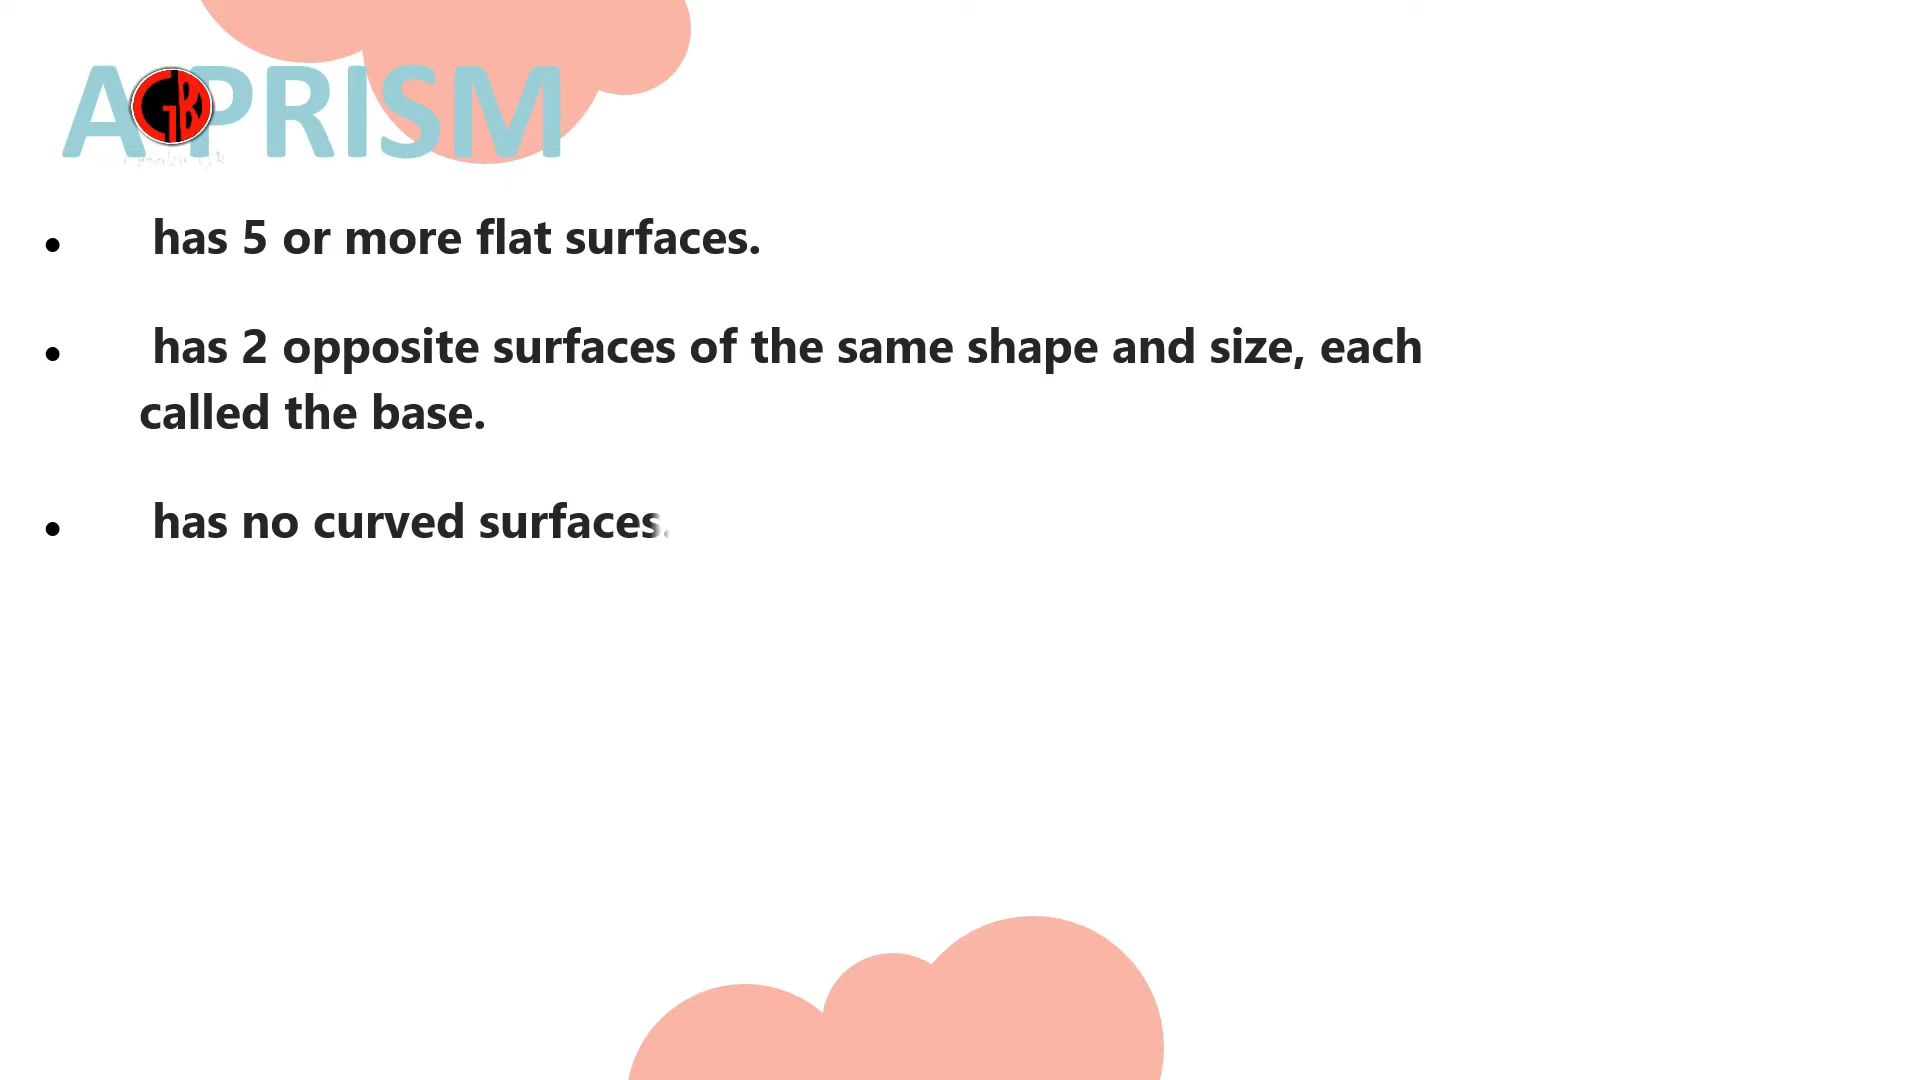 A PRISM
• has 5 or more flat surfaces.
• has 2 opposite surfaces of the same shape and size, each
called the base.
• has no curved surfaces.